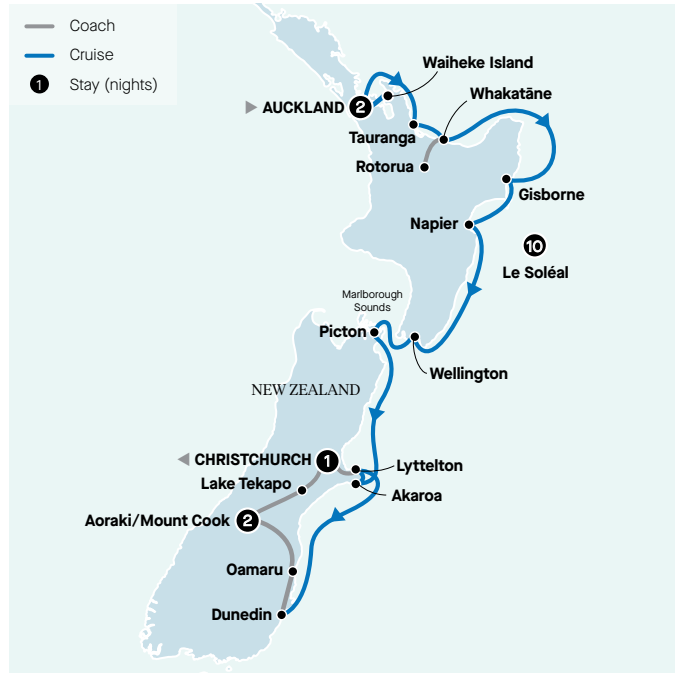 Coach
Cruise
1 Stay (nights)
Waiheke Island
Whakatāne
AUCKLAND 2
Tauranga
Rotorua
Gisborne
Napier
10
Le Soléal
Marlborough
Sounds
Picton
Wellington
NEW ZEALAND
CHRISTCHURCH 1
Lyttelton
Lake Tekapo
Akaroa
Aoraki/Mount Cook 2
Oamaru
Dunedin